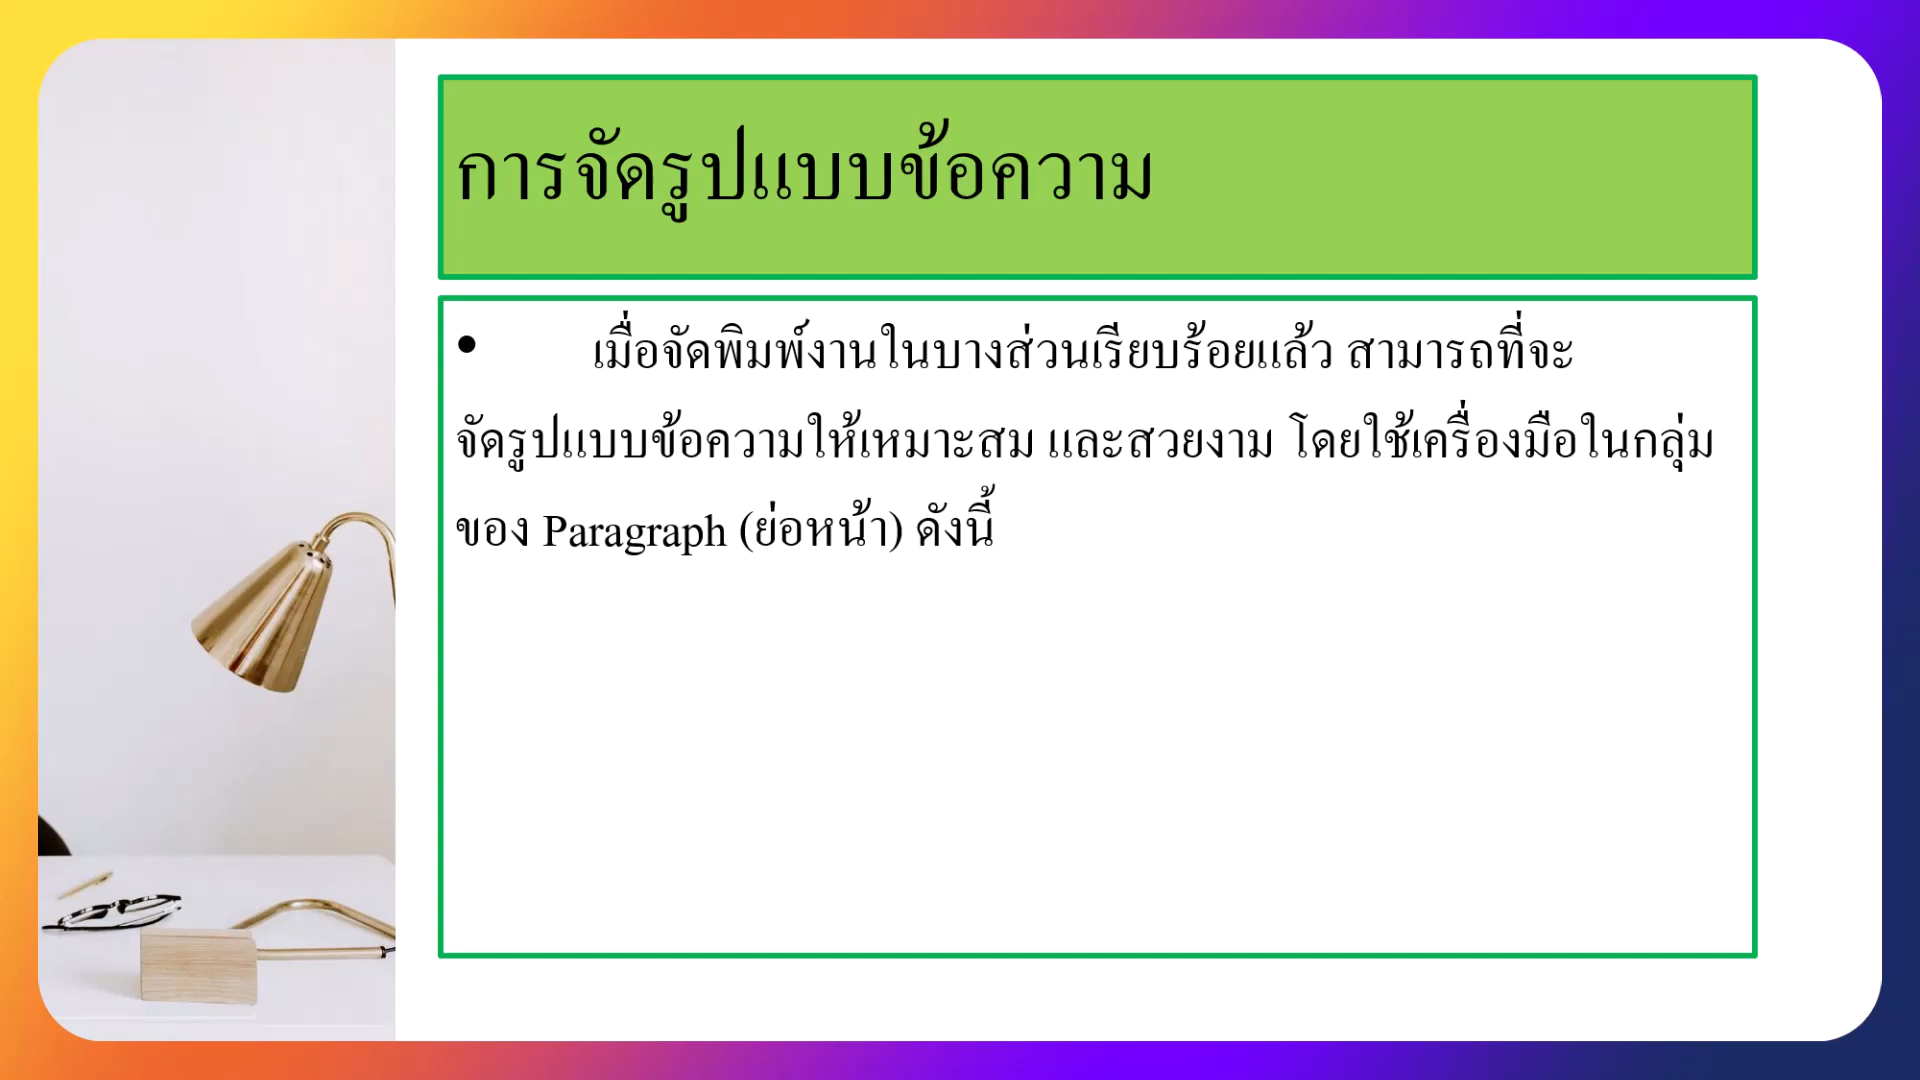 การจัดรูปแบบข้อความ
• เมื่อจัดพิมพ์งานในบางส่วนเรียบร้อยแล้ว สามารถที่จะ
จัดรูปแบบข้อความให้เหมาะสม และสวยงาม โดยใช้เครื่องมือในกลุ่ม
ของ Paragraph (ย่อหน้า) ดังนี้